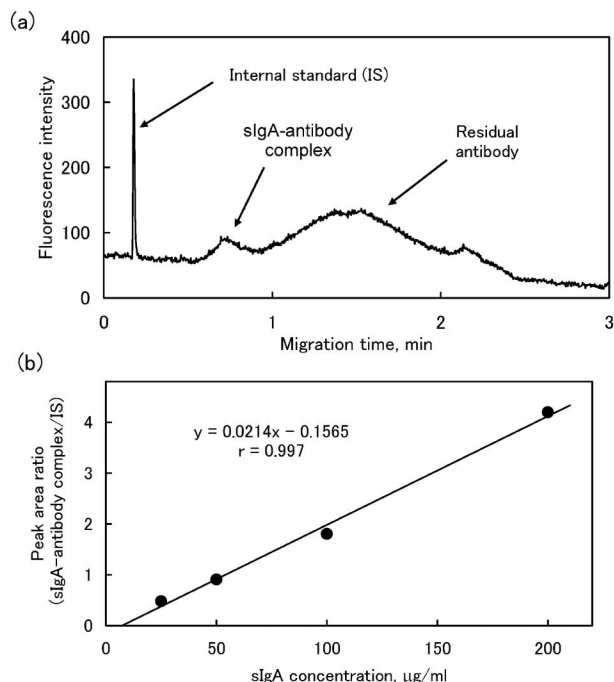 (a)
400
300
200
100
0
Fluorescence intensity
Internal standard (IS)
sIgA-antibody
complex
Residual
antibody
0
1
2
3
Migration time, min
(b)
4
3
2
1
0
Peak area ratio
(sIgA-antibody complex/IS)
y = 0.0214x − 0.1565
r = 0.997
0
50
100
150
200
sIgA concentration, μg/ml